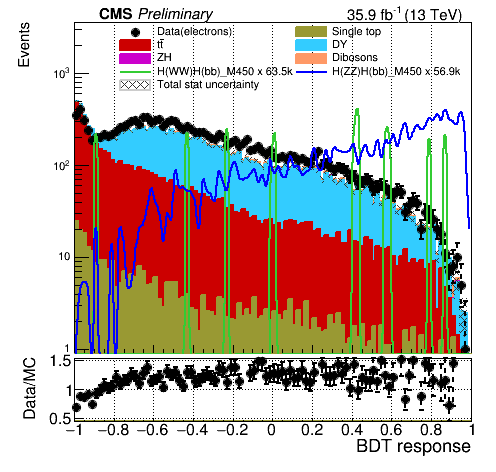 CMS Preliminary 35.9 fb⁻¹ (13 TeV)
Events
Data(electrons) Single top
tt̄ DY
ZH Dibosons
H(WW)H(bb)_M450 x 63.5k H(ZZ)H(bb)_M450 x 56.9k
Total stat uncertainty
10³
10²
10
1
Data/MC
1.5
1
0.5
−1 −0.8 −0.6 −0.4 −0.2 0 0.2 0.4 0.6 0.8 1
BDT response